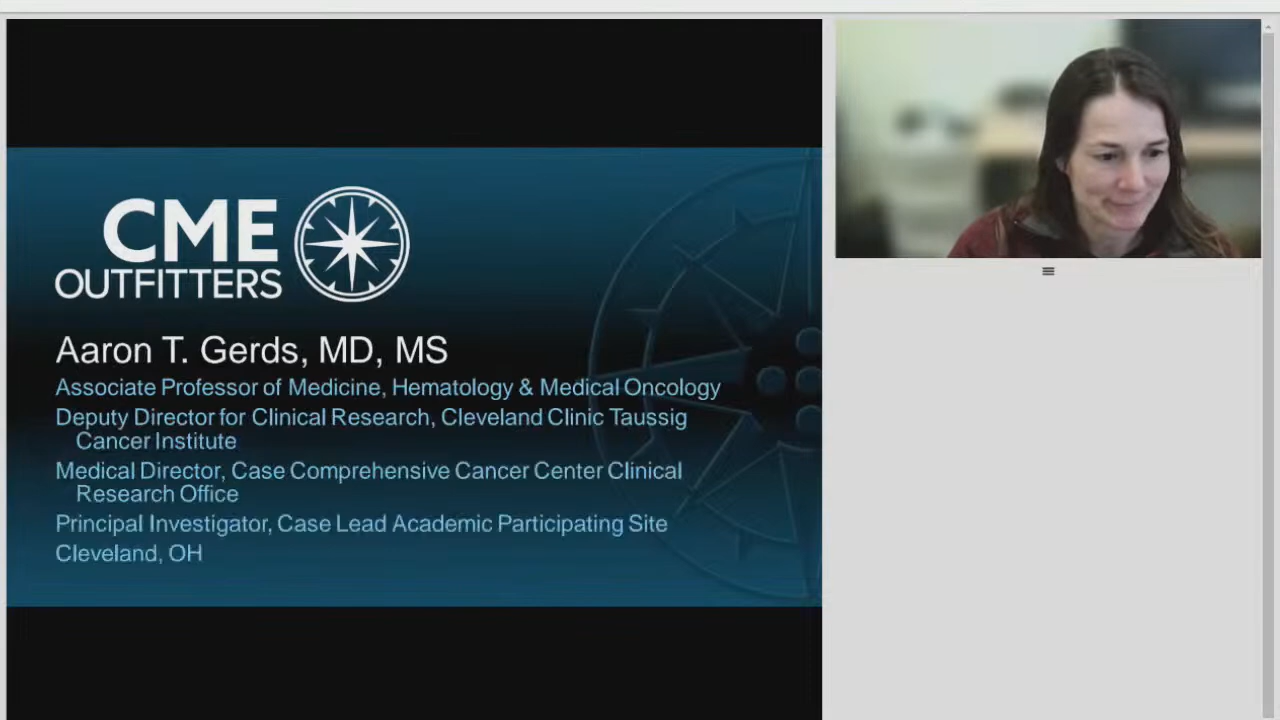 CME
OUTFITTERS
Aaron T. Gerds, MD, MS
Associate Professor of Medicine, Hematology & Medical Oncology
Deputy Director for Clinical Research, Cleveland Clinic Taussig
Cancer Institute
Medical Director, Case Comprehensive Cancer Center Clinical
Research Office
Principal Investigator, Case Lead Academic Participating Site
Cleveland, OH